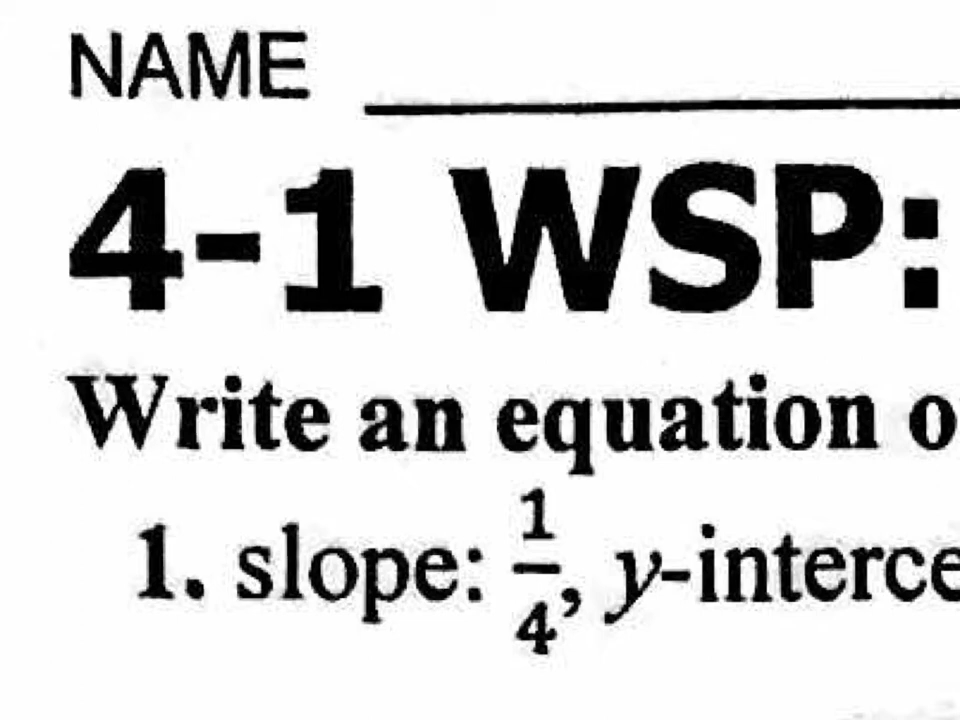 NAME
4-1 WSP:
Write an equation o
1. slope: 1/4, y-interce